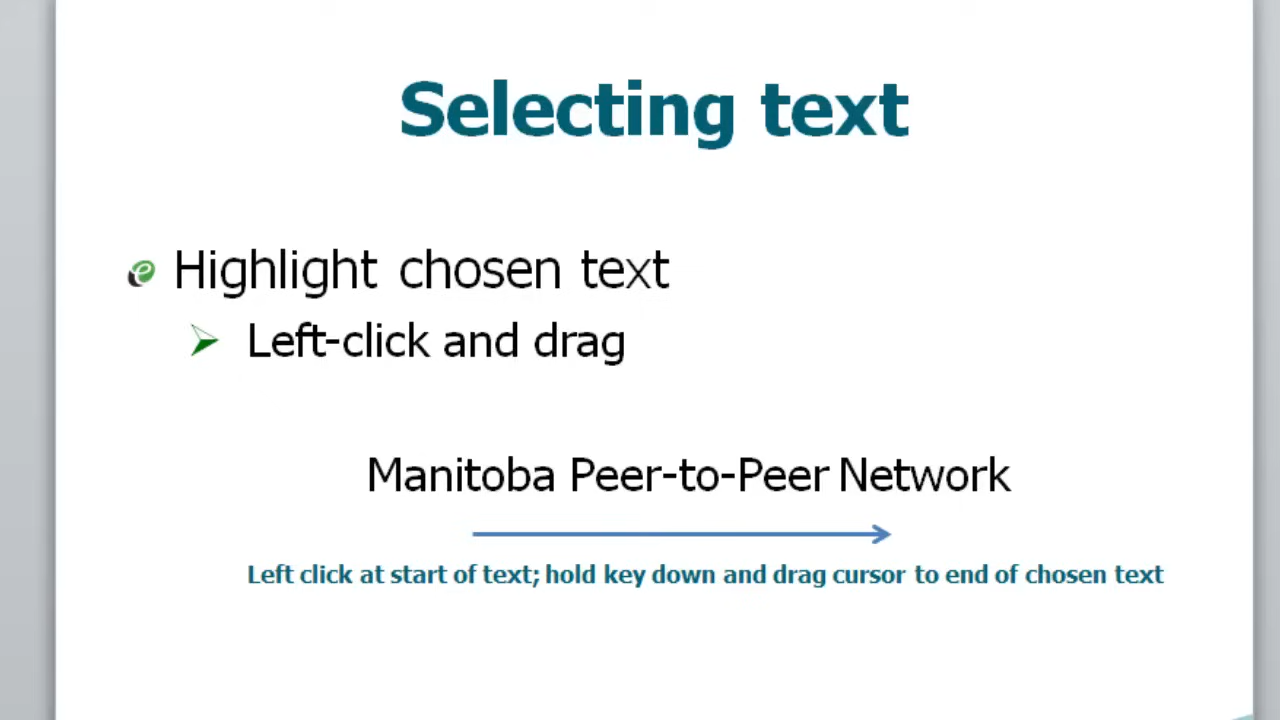 Selecting text
Highlight chosen text
Left-click and drag
Manitoba Peer-to-Peer Network
Left click at start of text; hold key down and drag cursor to end of chosen text